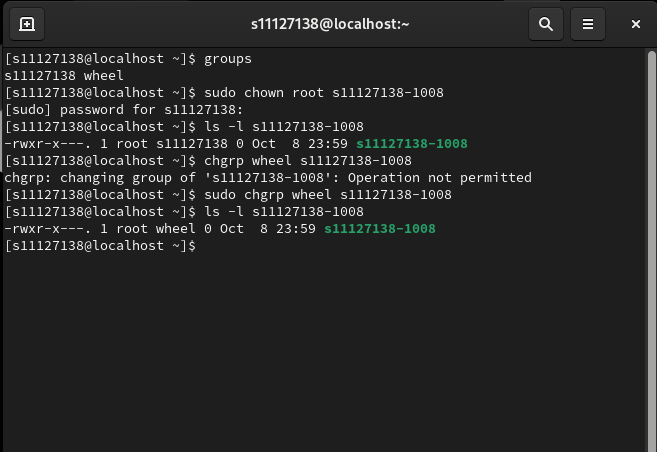 s11127138@localhost:~
[s11127138@localhost ~]$ groups
s11127138 wheel
[s11127138@localhost ~]$ sudo chown root s11127138-1008
[sudo] password for s11127138:
[s11127138@localhost ~]$ ls -l s11127138-1008
-rwxr-x---. 1 root s11127138 0 Oct  8 23:59 s11127138-1008
[s11127138@localhost ~]$ chgrp wheel s11127138-1008
chgrp: changing group of 's11127138-1008': Operation not permitted
[s11127138@localhost ~]$ sudo chgrp wheel s11127138-1008
[s11127138@localhost ~]$ ls -l s11127138-1008
-rwxr-x---. 1 root wheel 0 Oct  8 23:59 s11127138-1008
[s11127138@localhost ~]$